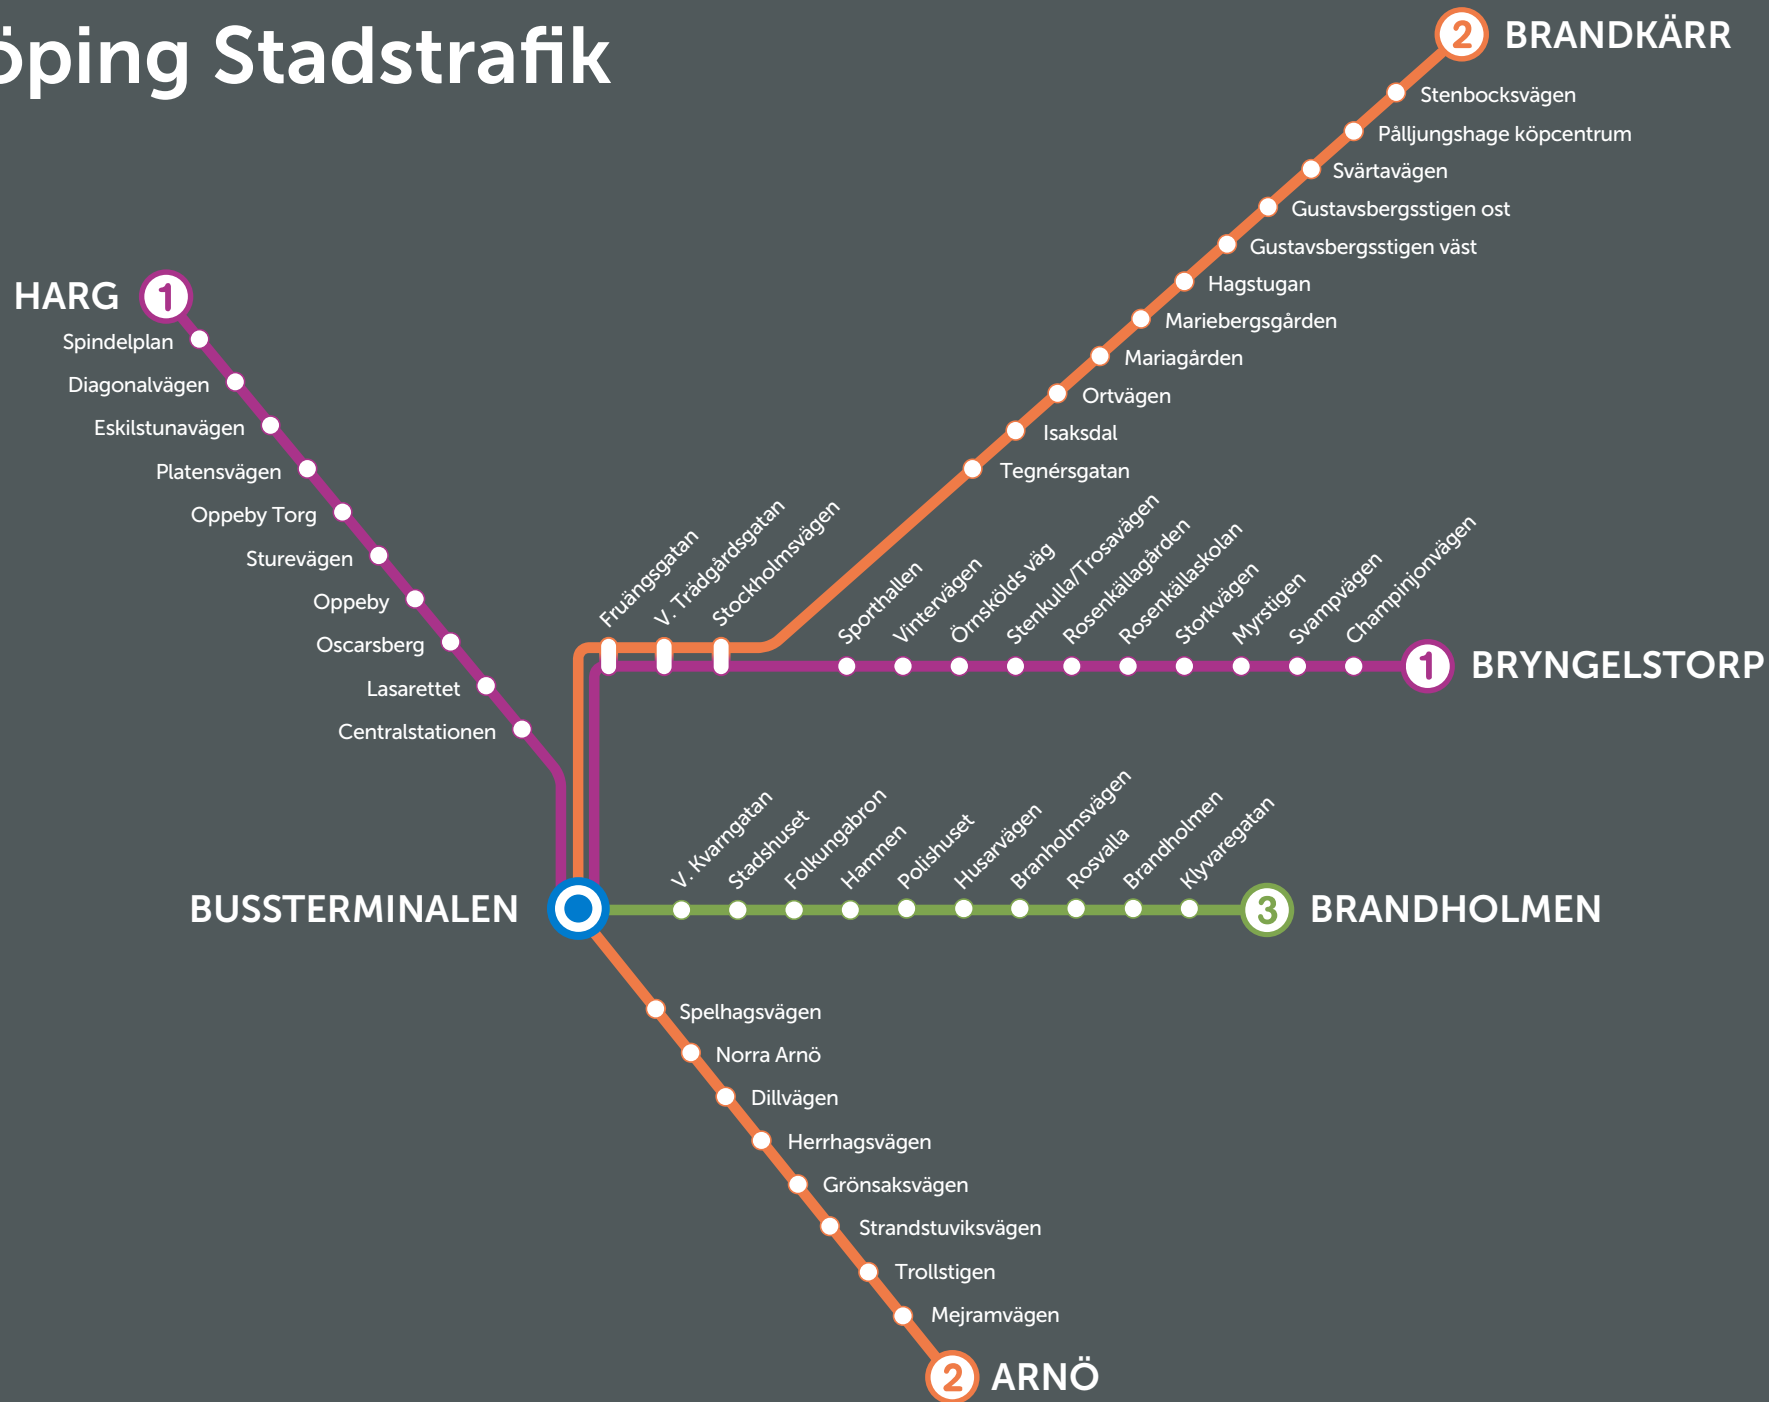 öping Stadstrafik
2 BRANDKÄRR
Stenbocksvägen
Pålljungshage köpcentrum
Svärtavägen
Gustavsbergsstigen ost
Gustavsbergsstigen väst
Hagstugan
Mariebergsgården
Mariagården
Ortvägen
Isaksdal
Tegnérsgatan
HARG 1
Spindelplan
Diagonalvägen
Eskilstunavägen
Platensvägen
Oppeby Torg
Sturevägen
Oppeby
Oscarsberg
Lasarettet
Centralstationen
Fruängsgatan
V. Trädgårdsgatan
Stockholmsvägen
Sporthallen
Vintervägen
Örnskölds väg
Stenkulla/Trosavägen
Rosenkällagården
Rosenkällaskolan
Storkvägen
Myrstigen
Svampvägen
Champinjonvägen
1 BRYNGELSTORP
BUSSTERMINALEN
V. Kvarngatan
Stadshuset
Folkungabron
Hamnen
Polishuset
Husarvägen
Branholmsvägen
Rosvalla
Brandholmen
Klyvaregatan
3 BRANDHOLMEN
Spelhagsvägen
Norra Arnö
Dillvägen
Herrhagsvägen
Grönsaksvägen
Strandstuviksvägen
Trollstigen
Mejramvägen
2 ARNÖ